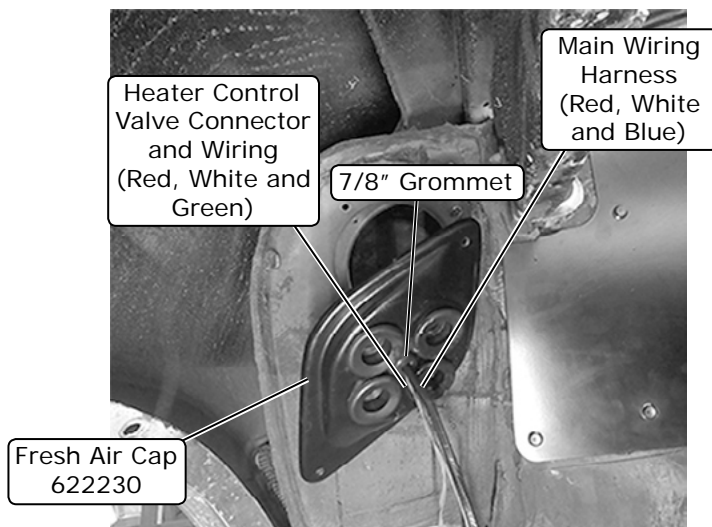 Main Wiring
Harness
(Red, White
and Blue)
Heater Control
Valve Connector
and Wiring
(Red, White and
Green)
7/8" Grommet
Fresh Air Cap
622230